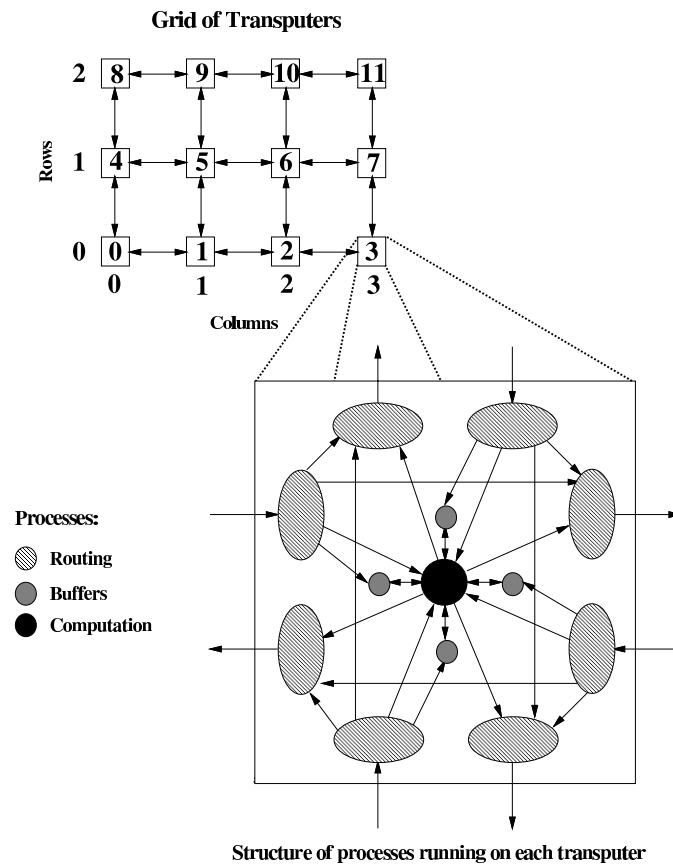 Grid of Transputers
2 8 9 10 11
Rows
1 4 5 6 7
0 0 1 2 3
0 1 2 3
Columns
Processes:
Routing
Buffers
Computation
Structure of processes running on each transputer